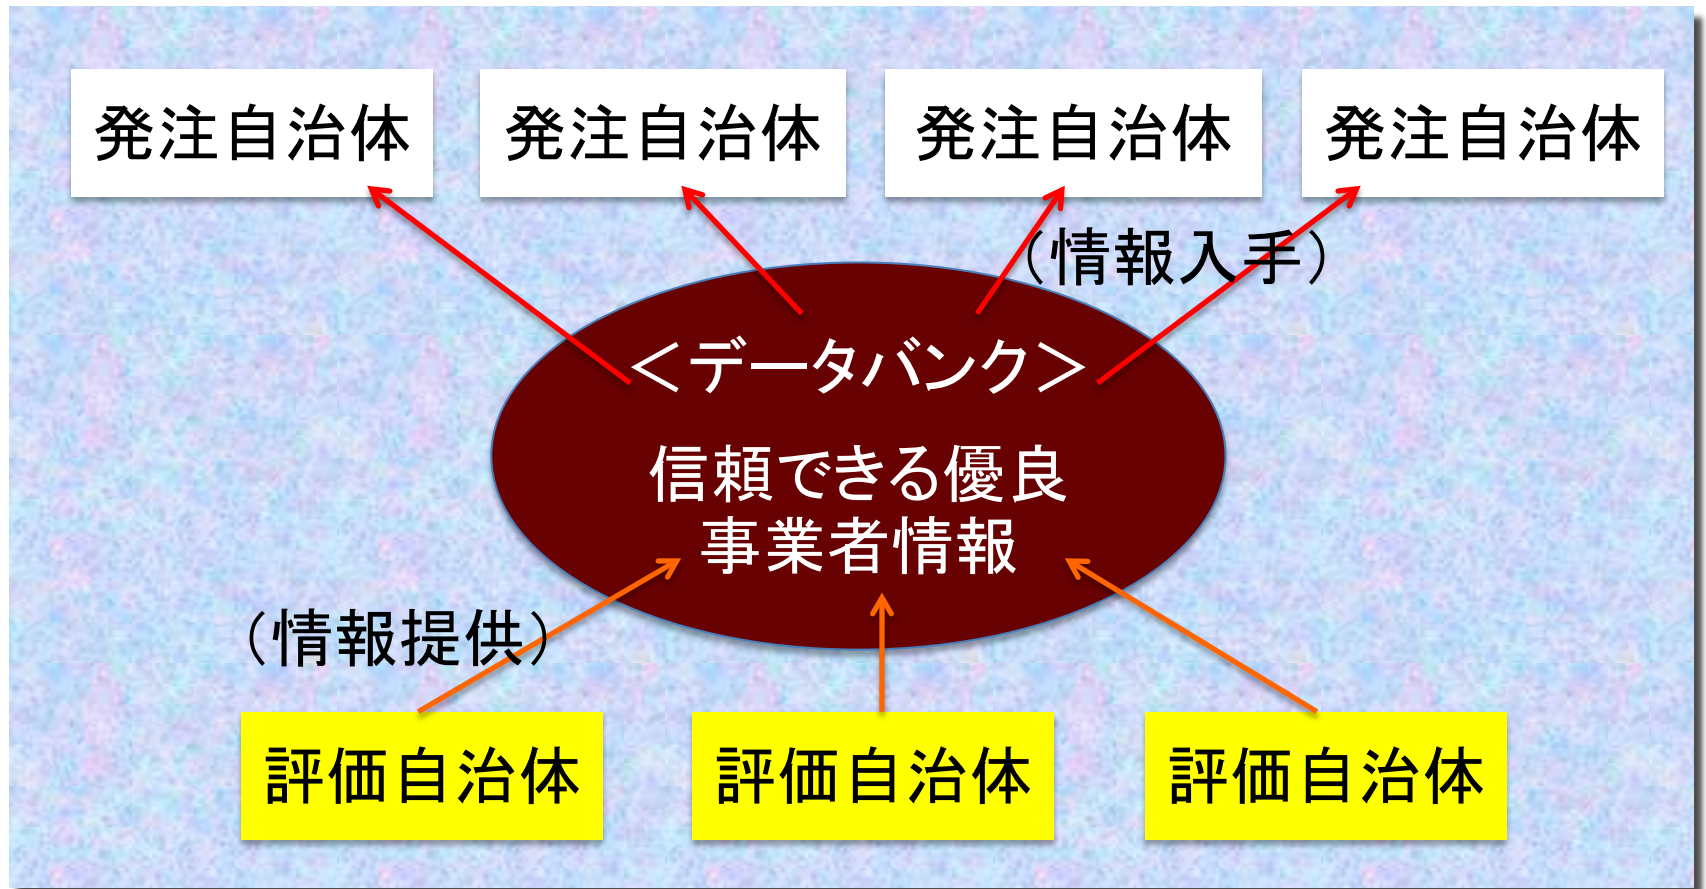 発注自治体
発注自治体
発注自治体
発注自治体
（情報入手）
＜データバンク＞
信頼できる優良
事業者情報
（情報提供）
評価自治体
評価自治体
評価自治体